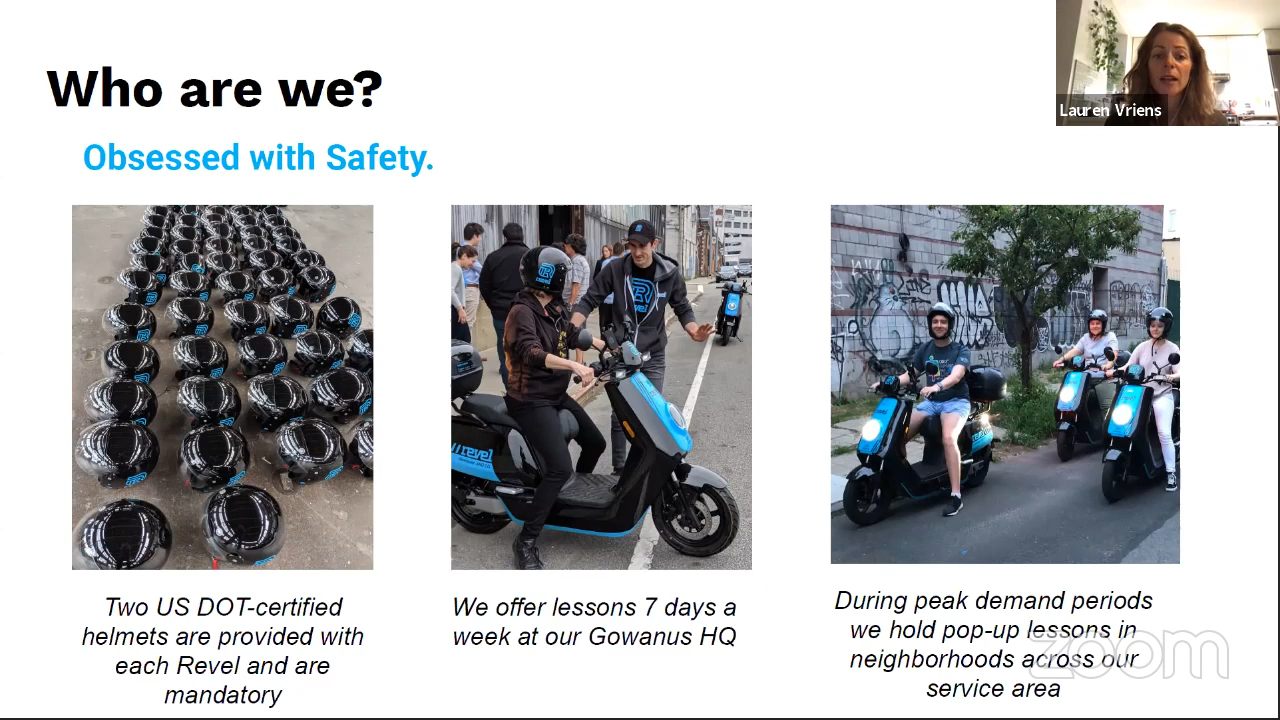 Who are we?
Lauren Vriens
Obsessed with Safety.
revel
revel
Two US DOT-certified
helmets are provided with
each Revel and are
mandatory
We offer lessons 7 days a
week at our Gowanus HQ
During peak demand periods
we hold pop-up lessons in
neighborhoods across our
service area
zoom